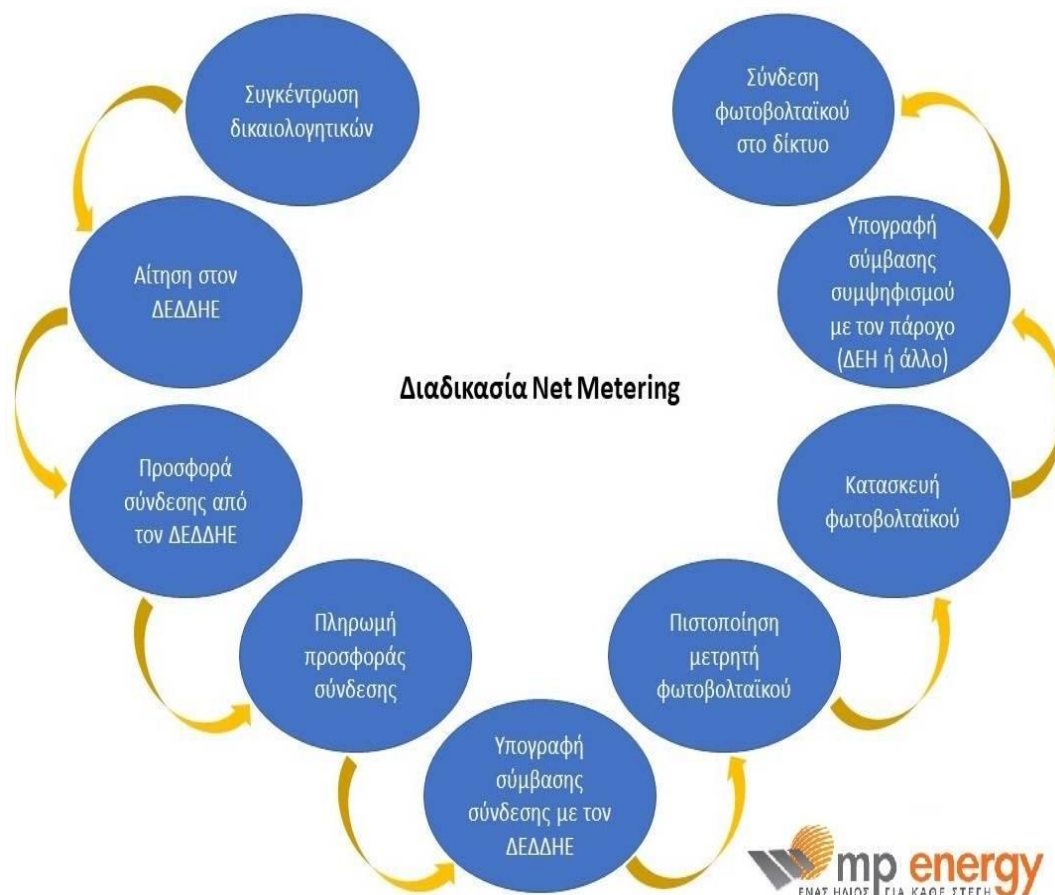 Συγκέντρωση
δικαιολογητικών
Αίτηση στον
ΔΕΔΔΗΕ
Προσφορά
σύνδεσης από
τον ΔΕΔΔΗΕ
Πληρωμή
προσφοράς
σύνδεσης
Υπογραφή
σύμβασης
σύνδεσης με τον
ΔΕΔΔΗΕ
Πιστοποίηση
μετρητή
φωτοβολταϊκού
Κατασκευή
φωτοβολταϊκού
Υπογραφή
σύμβασης
συμψηφισμού
με τον πάροχο
(ΔΕΗ ή άλλο)
Σύνδεση
φωτοβολταϊκού
στο δίκτυο
Διαδικασία Net Metering
mp energy
ΕΝΑΣ ΗΛΙΟΣ ΓΙΑ ΚΑΘΕ ΣΤΕΓΗ